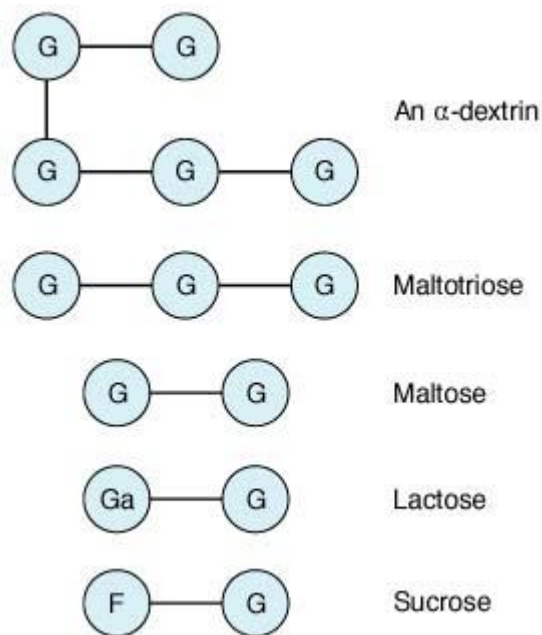 G G
An α-dextrin
G G G
G G G Maltotriose
G G Maltose
Ga G Lactose
F G Sucrose